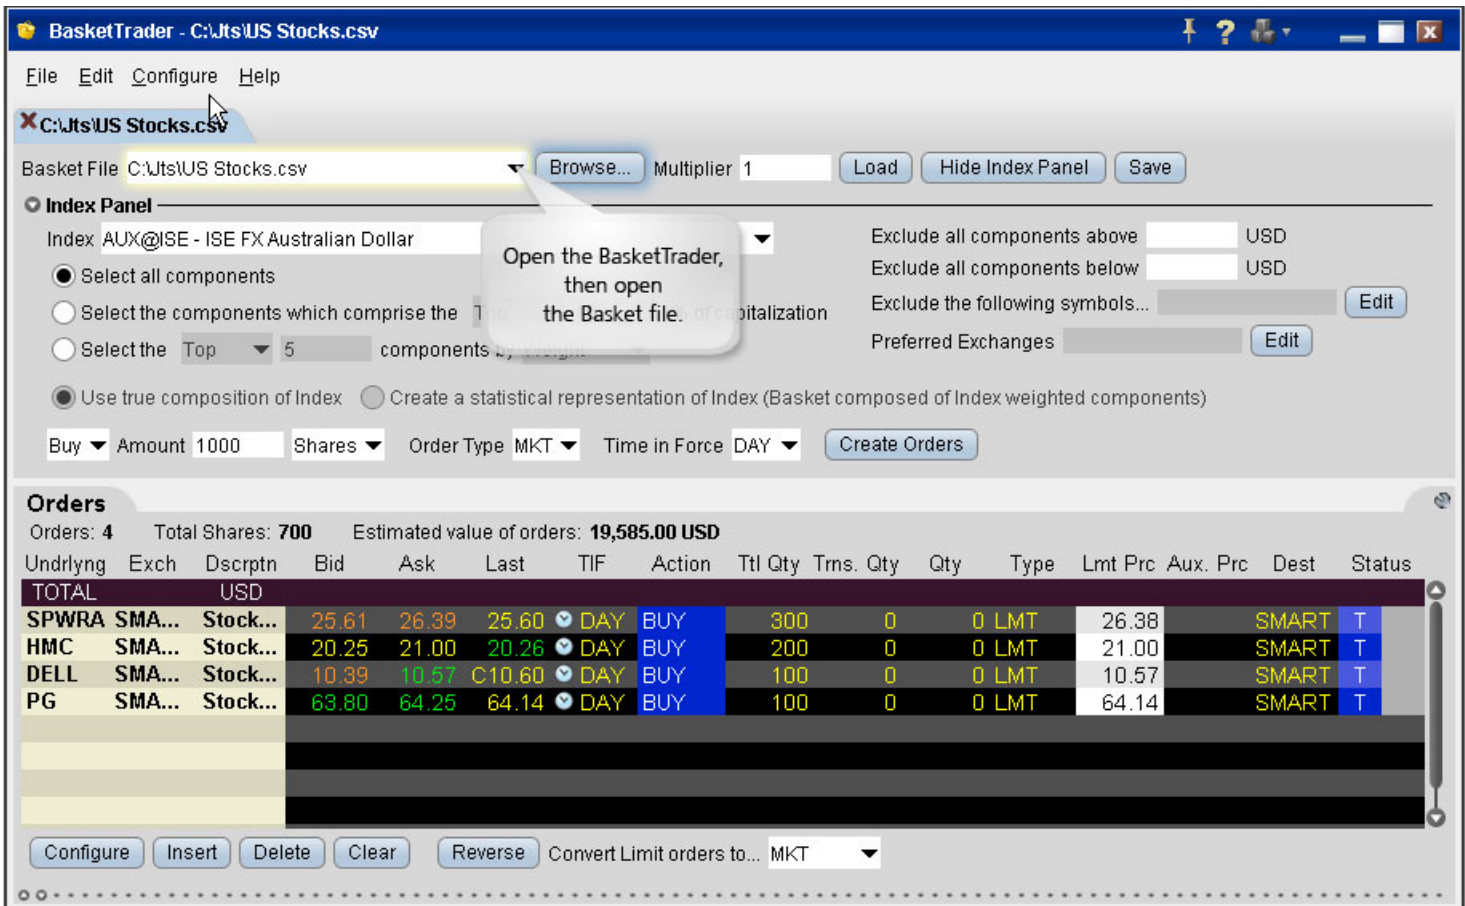 BasketTrader - C:\Jts\US Stocks.csv
File Edit Configure Help
C:\Jts\US Stocks.csv
Basket File C:\Jts\US Stocks.csv Browse... Multiplier 1 Load Hide Index Panel Save
Index Panel
Index AUX@ISE - ISE FX Australian Dollar Exclude all components above USD
Select all components Exclude all components below USD
Open the BasketTrader,
then open
the Basket file.
Select the components which comprise the of capitalization Exclude the following symbols... Edit
Select the Top 5 components by Weight Preferred Exchanges Edit
Use true composition of Index Create a statistical representation of Index (Basket composed of Index weighted components)
Buy Amount 1000 Shares Order Type MKT Time in Force DAY Create Orders
Orders
Orders: 4 Total Shares: 700 Estimated value of orders: 19,585.00 USD
Undrlyng Exch Dscrptn Bid Ask Last TIF Action Ttl Qty Trns. Qty Qty Type Lmt Prc Aux. Prc Dest Status
TOTAL USD
SPWRA SMA... Stock... 25.61 26.39 25.60 DAY BUY 300 0 0 LMT 26.38 SMART T
HMC SMA... Stock... 20.25 21.00 20.26 DAY BUY 200 0 0 LMT 21.00 SMART T
DELL SMA... Stock... 10.39 10.57 C10.60 DAY BUY 100 0 0 LMT 10.57 SMART T
PG SMA... Stock... 63.80 64.25 64.14 DAY BUY 100 0 0 LMT 64.14 SMART T
Configure Insert Delete Clear Reverse Convert Limit orders to... MKT